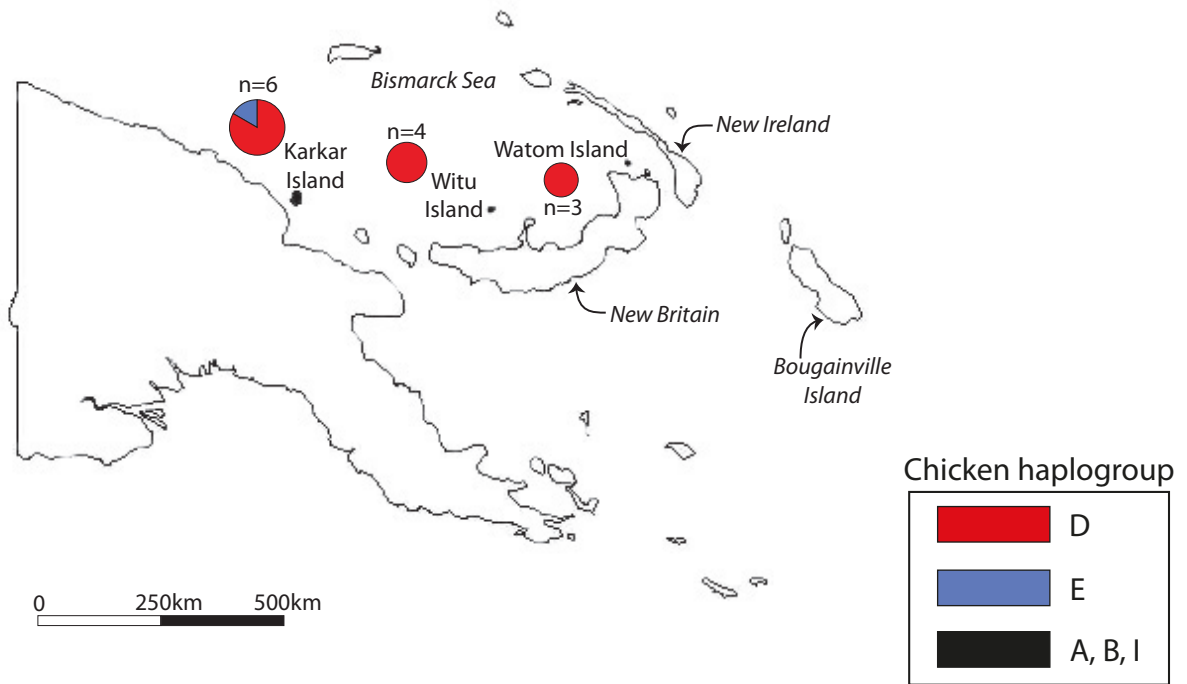 n=6
Bismarck Sea
n=4
New Ireland
Karkar
Island
Watom Island
Witu
Island
n=3
New Britain
Bougainville
Island
Chicken haplogroup
D
E
A, B, I
0 250km 500km